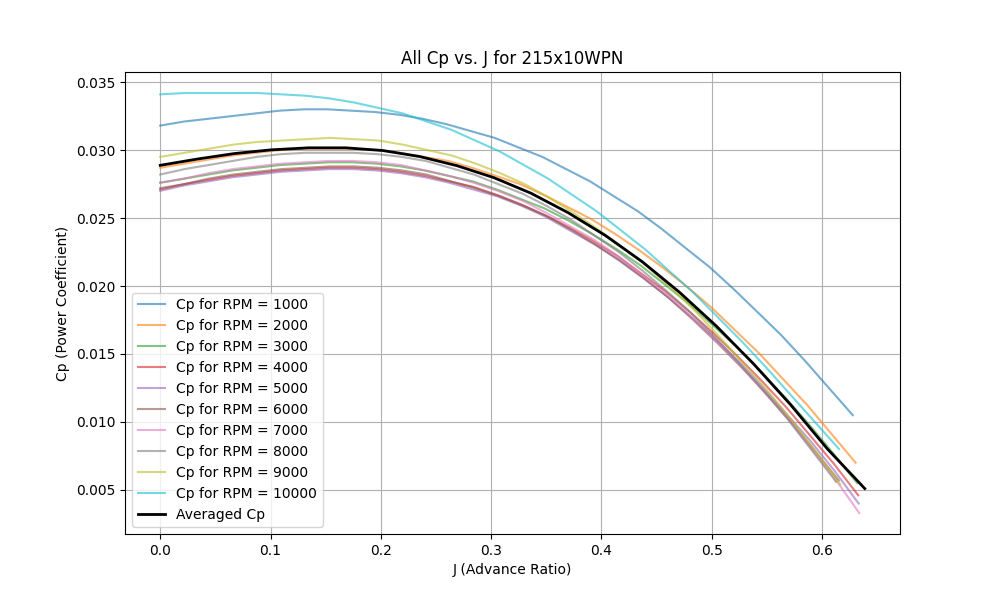 All Cp vs. J for 215x10WPN
Cp (Power Coefficient)
0.035
0.030
0.025
0.020
0.015
0.010
0.005
Cp for RPM = 1000
Cp for RPM = 2000
Cp for RPM = 3000
Cp for RPM = 4000
Cp for RPM = 5000
Cp for RPM = 6000
Cp for RPM = 7000
Cp for RPM = 8000
Cp for RPM = 9000
Cp for RPM = 10000
Averaged Cp
0.0 0.1 0.2 0.3 0.4 0.5 0.6
J (Advance Ratio)